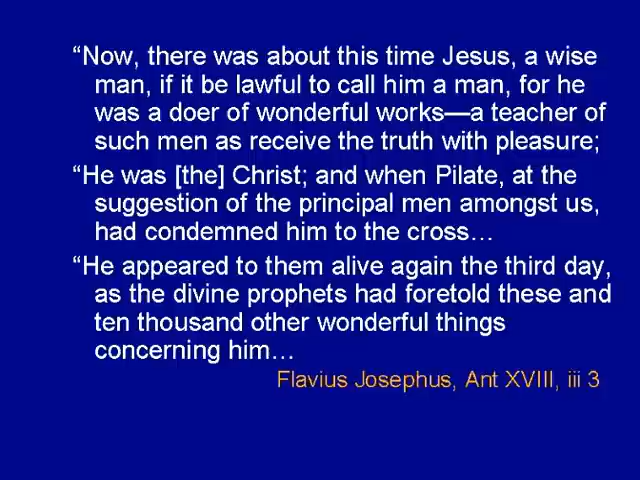 “Now, there was about this time Jesus, a wise
man, if it be lawful to call him a man, for he
was a doer of wonderful works—a teacher of
such men as receive the truth with pleasure;
“He was [the] Christ; and when Pilate, at the
suggestion of the principal men amongst us,
had condemned him to the cross…
“He appeared to them alive again the third day,
as the divine prophets had foretold these and
ten thousand other wonderful things
concerning him…
Flavius Josephus, Ant XVIII, iii 3